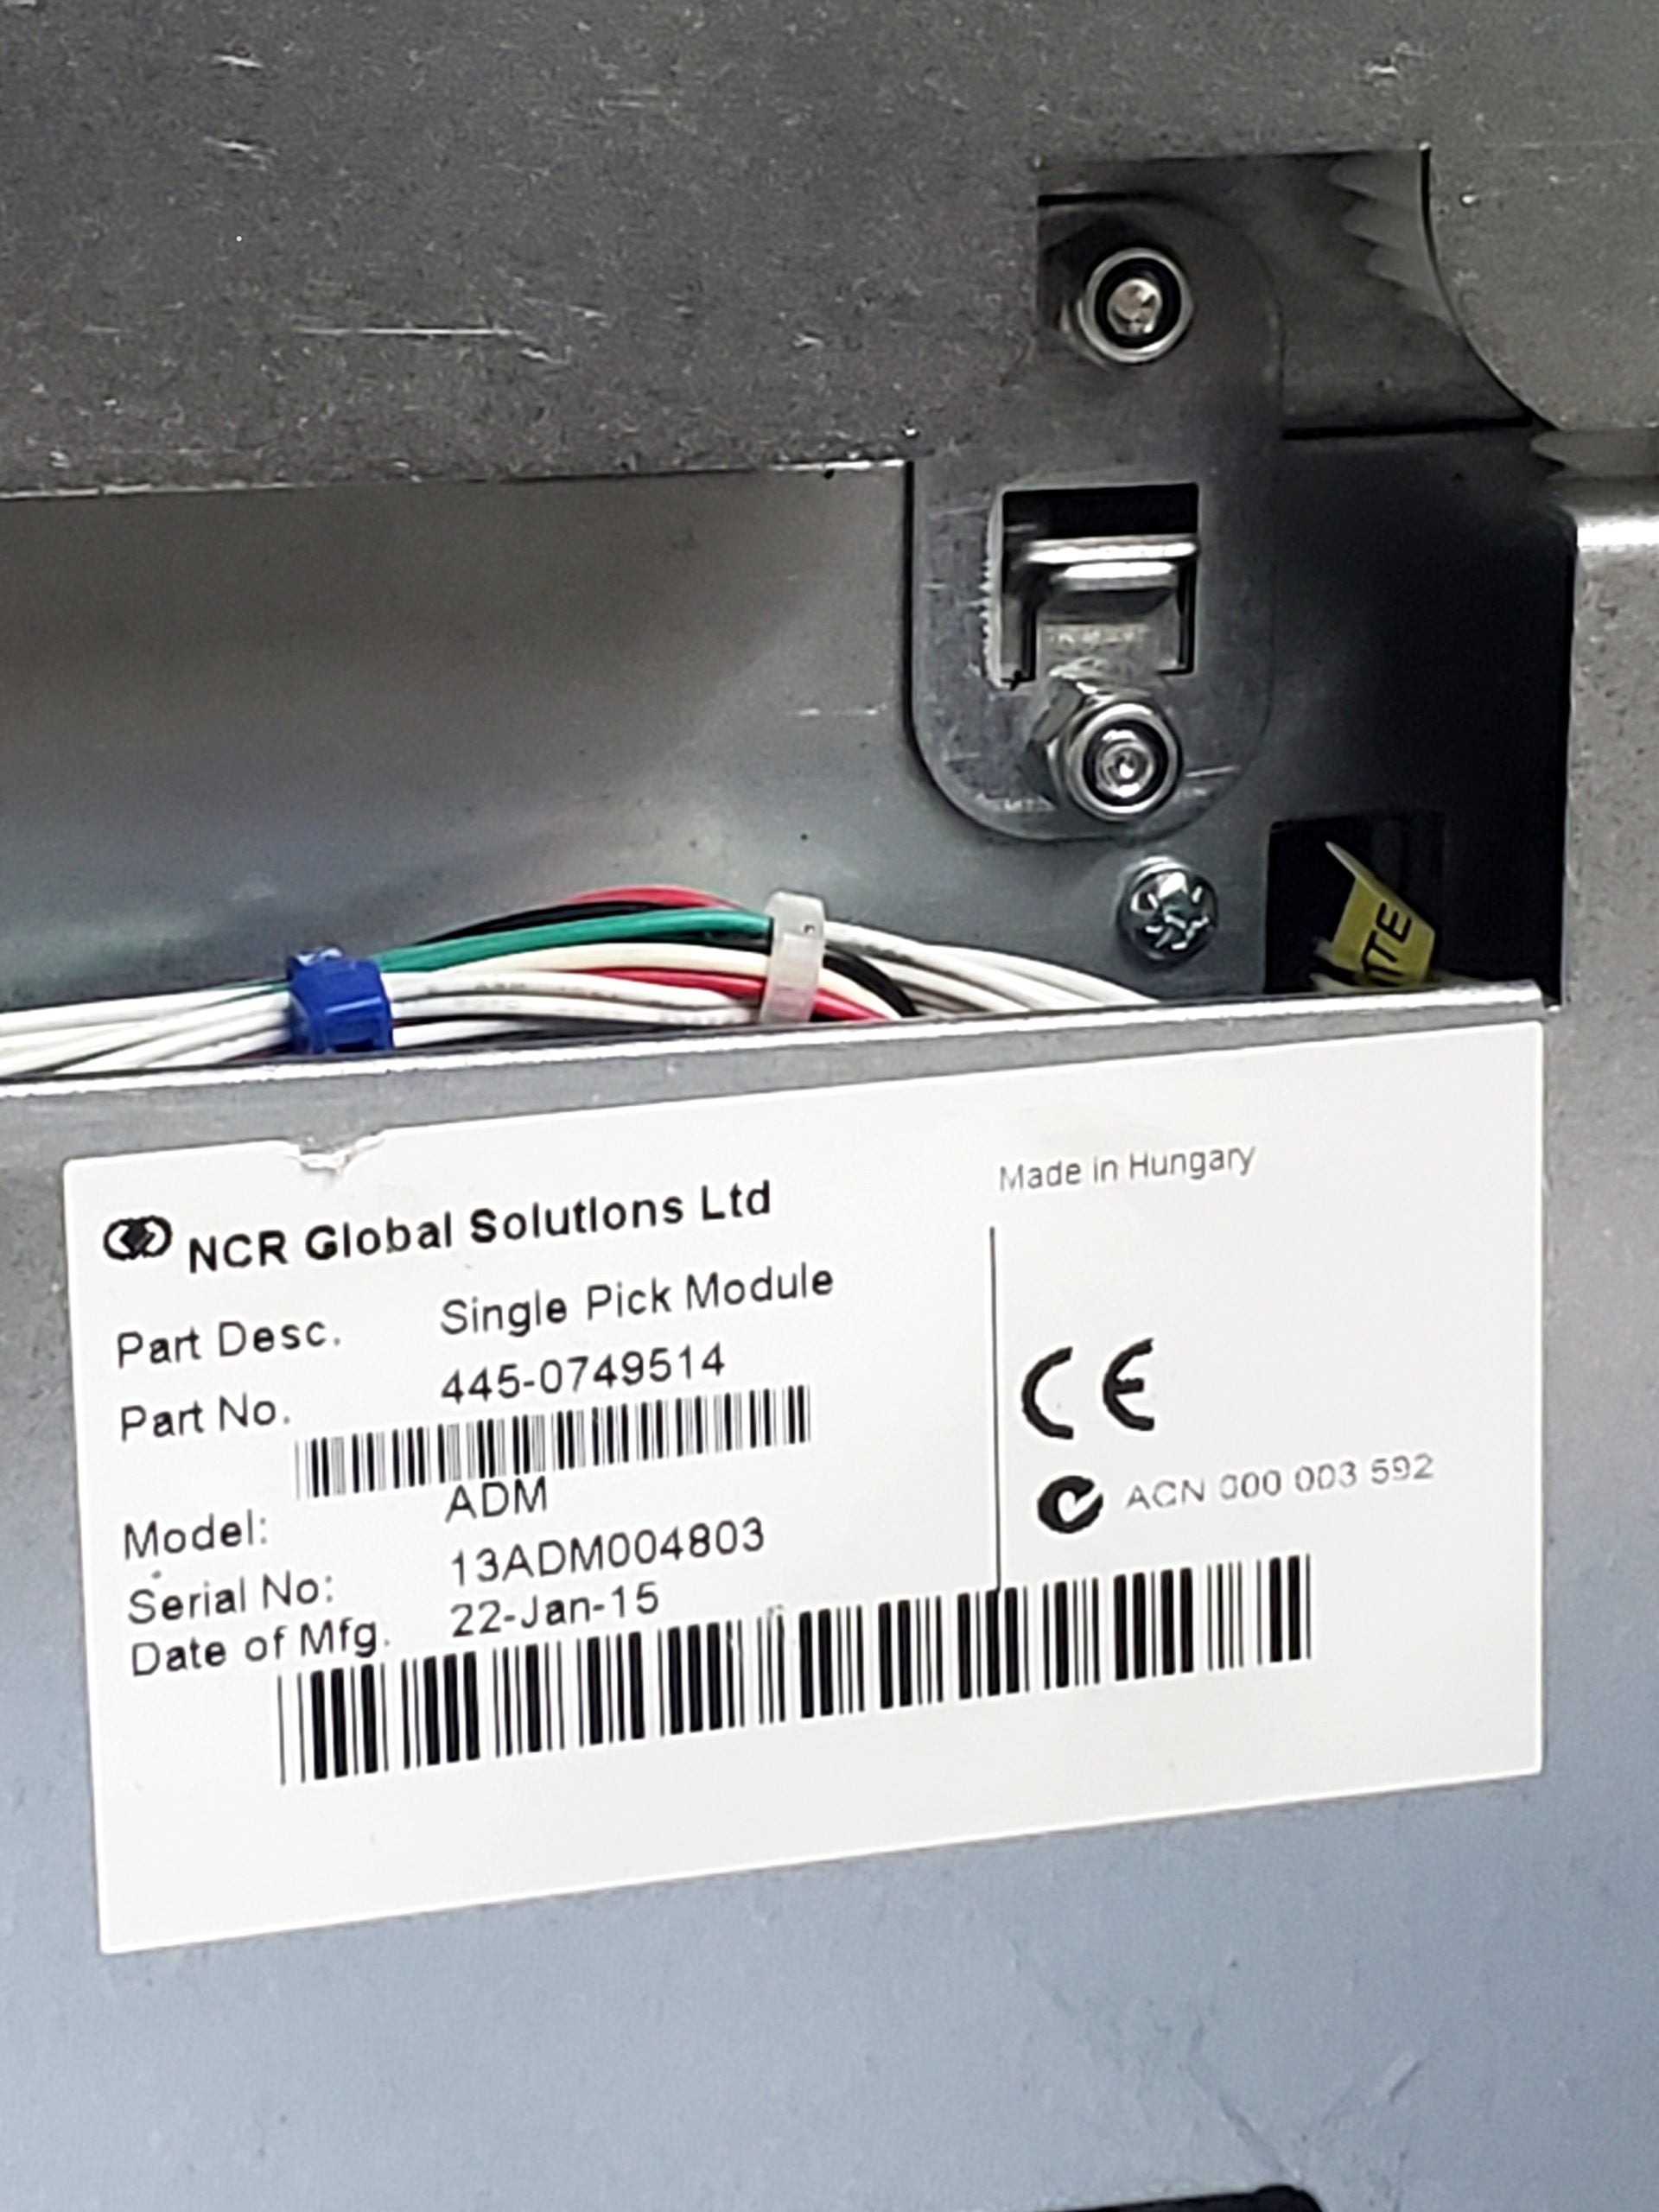 NCR Global Solutions Ltd
Made in Hungary
Part Desc. Single Pick Module
Part No. 445-0749514
Model: ADM
Serial No: 13ADM004803
Date of Mfg. 22-Jan-15
CE
ACN 000 003 592